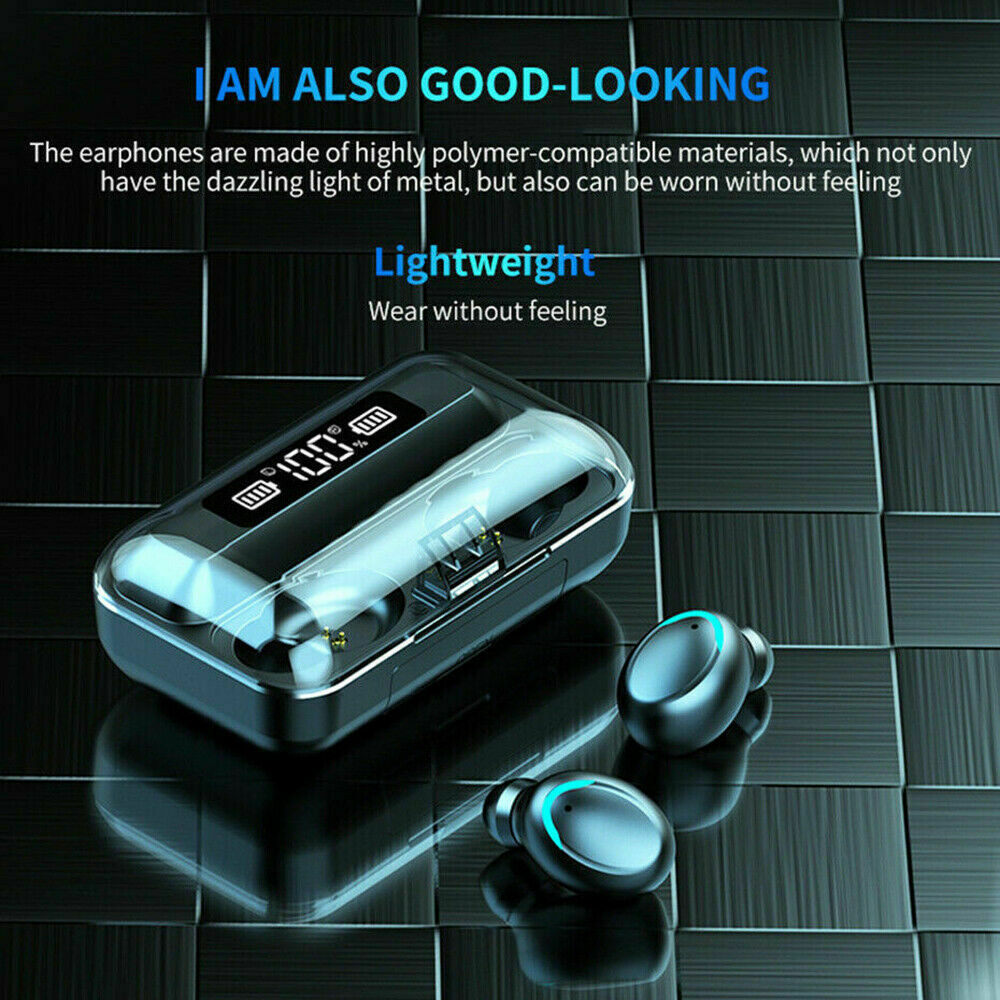 I AM ALSO GOOD-LOOKING
The earphones are made of highly polymer-compatible materials, which not only
have the dazzling light of metal, but also can be worn without feeling
Lightweight
Wear without feeling
100%